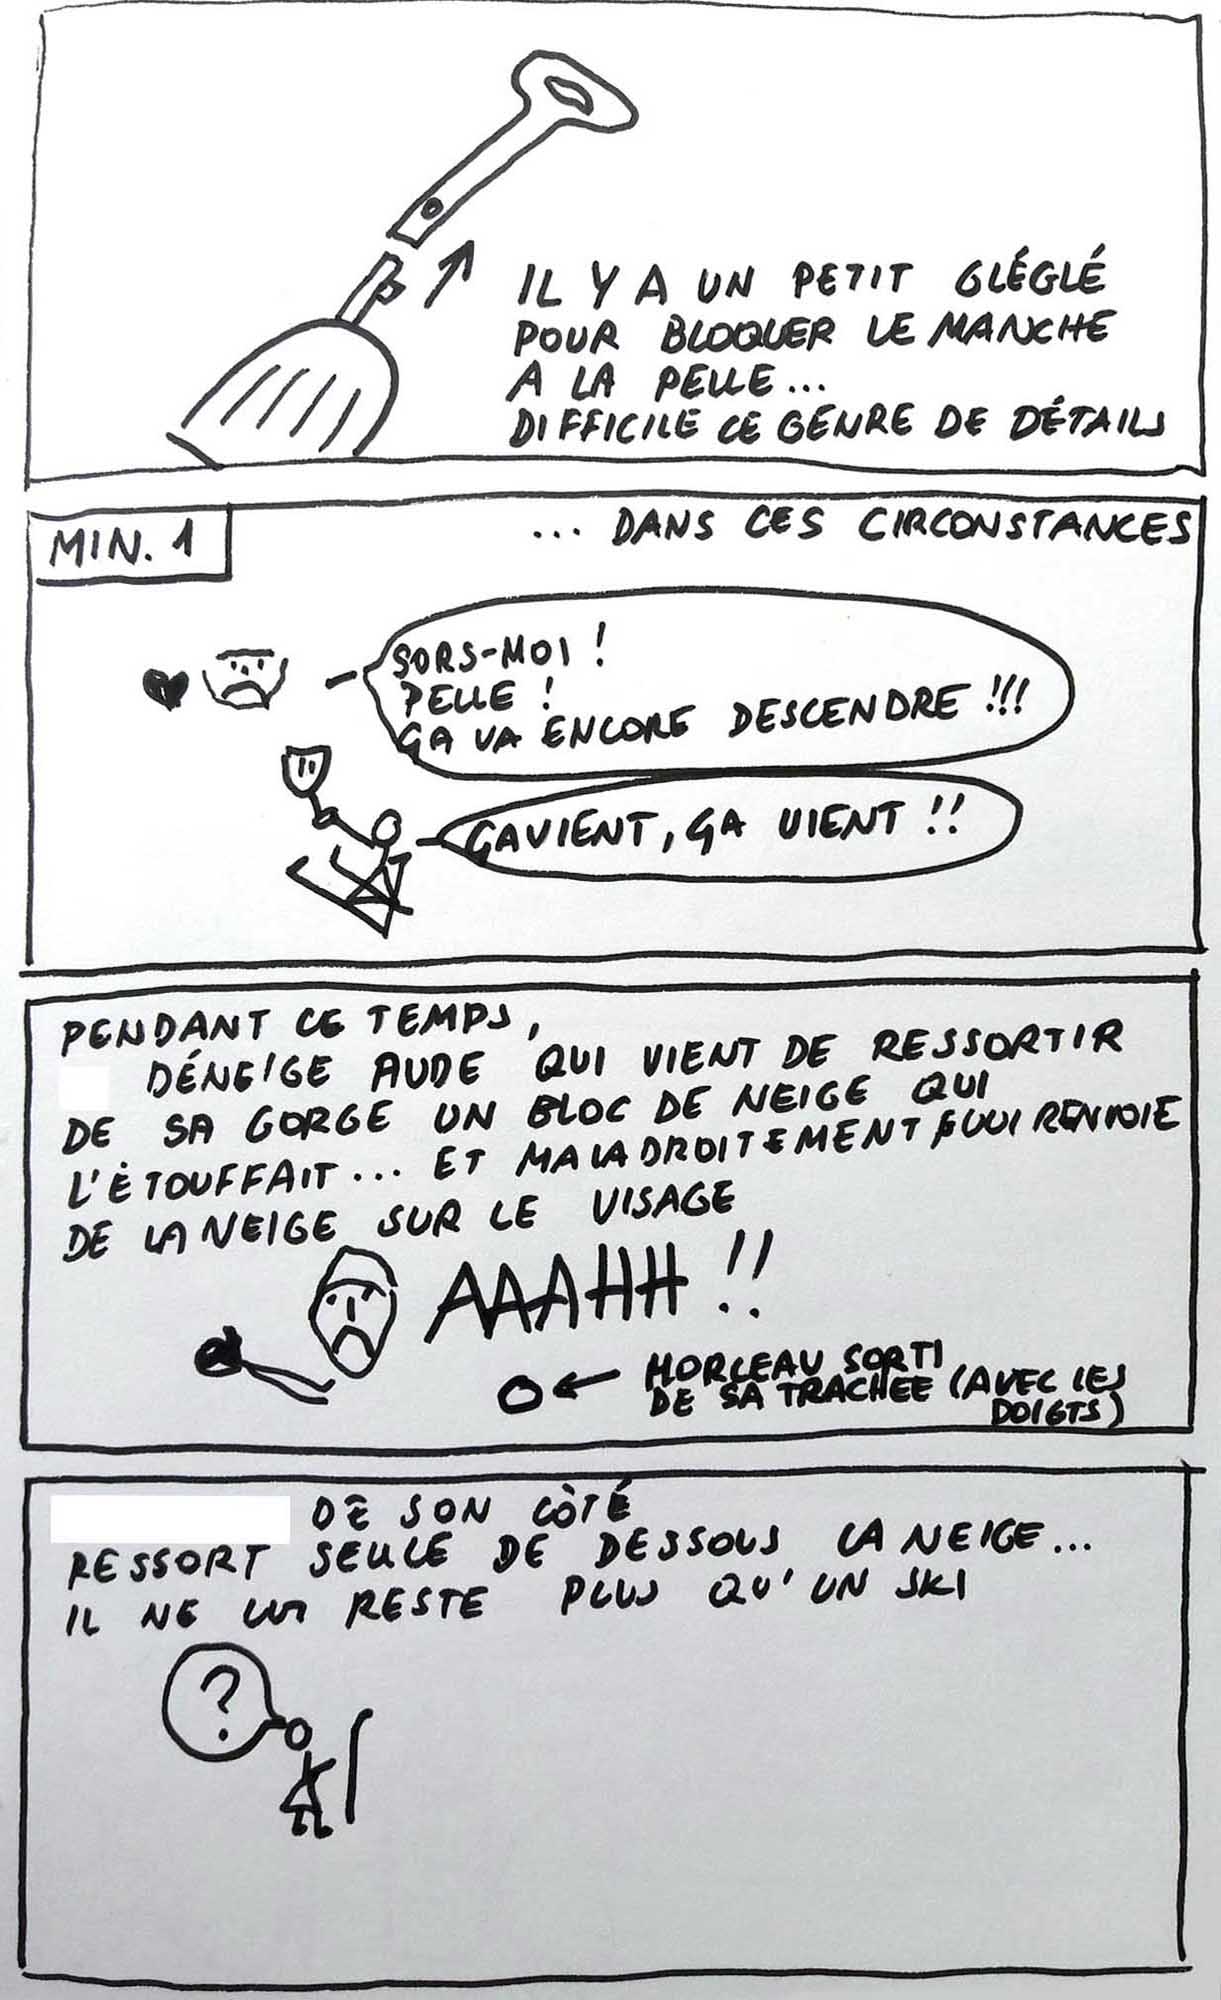 IL Y A UN PETIT GLÉGLÉ
POUR BLOQUER LE MANCHE
A LA PELLE...
DIFFICILE CE GENRE DE DÉTAILS
MIN. 1
... DANS CES CIRCONSTANCES
SORS-MOI !
PELLE !
ÇA VA ENCORE DESCENDRE !!!
ÇA VIENT, ÇA VIENT !!
PENDANT CE TEMPS,
DÉNEIGE AUDE QUI VIENT DE RESSORTIR
DE SA GORGE UN BLOC DE NEIGE QUI
L'ÉTOUFFAIT... ET MALADROITEMENT LUI RENVOIE
DE LA NEIGE SUR LE VISAGE
AAAHH !!
MORCEAU SORTI
DE SA TRACHEE (AVEC LES
DOIGTS)
DE SON CÒTÉ
RESSORT SEULE DE DESSOUS LA NEIGE...
IL NE LUI RESTE PLUS QU'UN SKI
?